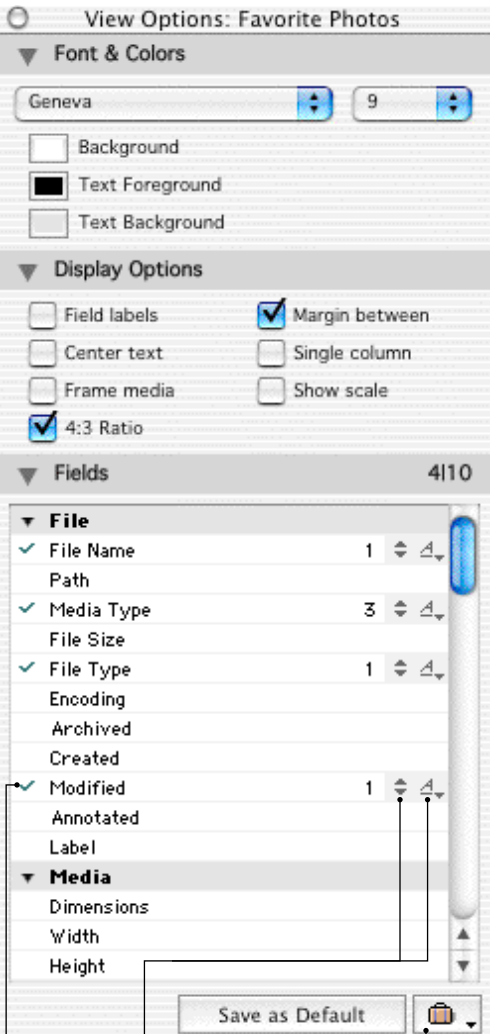 View Options: Favorite Photos
Font & Colors
Geneva 9
Background
Text Foreground
Text Background
Display Options
Field labels Margin between
Center text Single column
Frame media Show scale
4:3 Ratio
Fields 4|10
File
File Name 1 A
Path
Media Type 3 A
File Size
File Type 1 A
Encoding
Archived
Created
Modified 1 A
Annotated
Label
Media
Dimensions
Width
Height
Save as Default